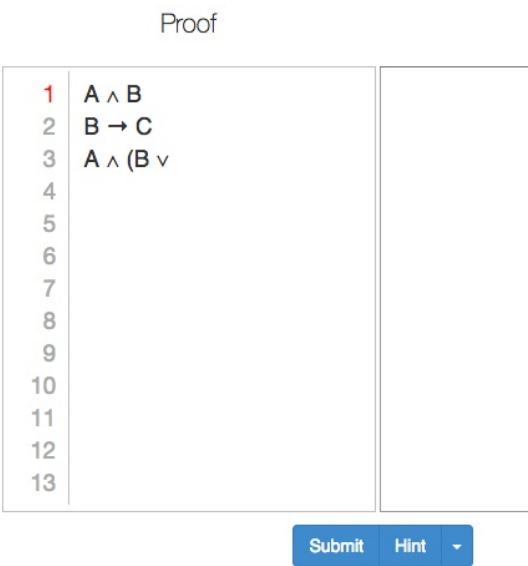 Proof
1 A ∧ B
2 B → C
3 A ∧ (B ∨
4
5
6
7
8
9
10
11
12
13
Submit Hint